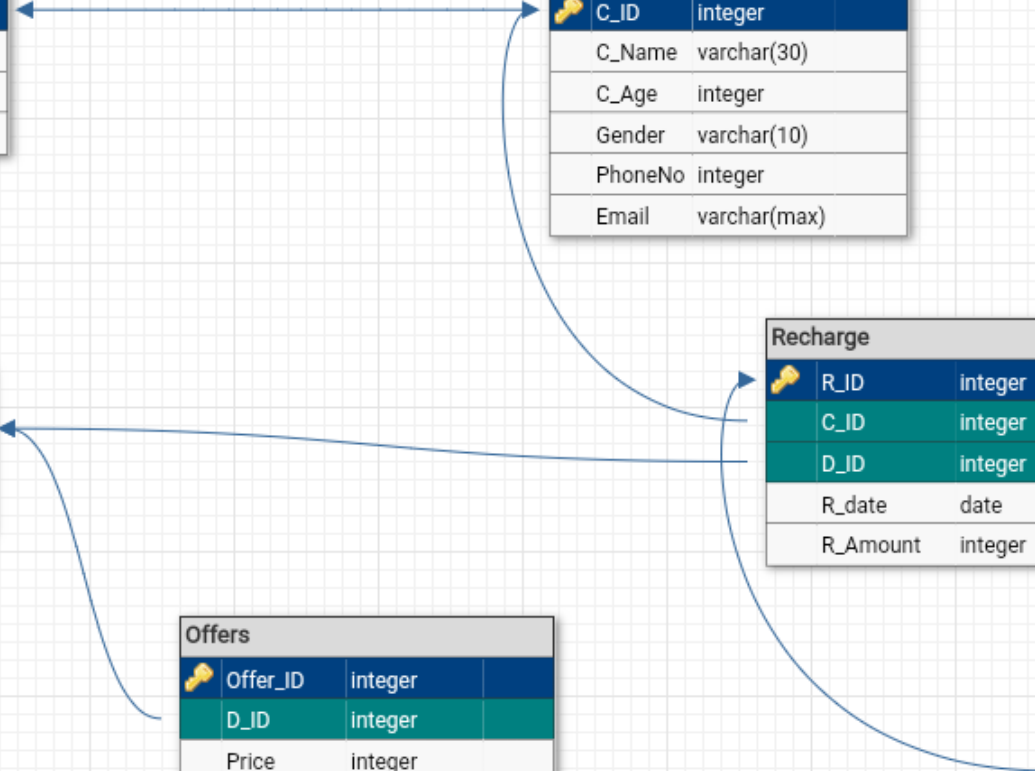 C_ID integer
C_Name varchar(30)
C_Age integer
Gender varchar(10)
PhoneNo integer
Email varchar(max)
Recharge
R_ID integer
C_ID integer
D_ID integer
R_date date
R_Amount integer
Offers
Offer_ID integer
D_ID integer
Price integer